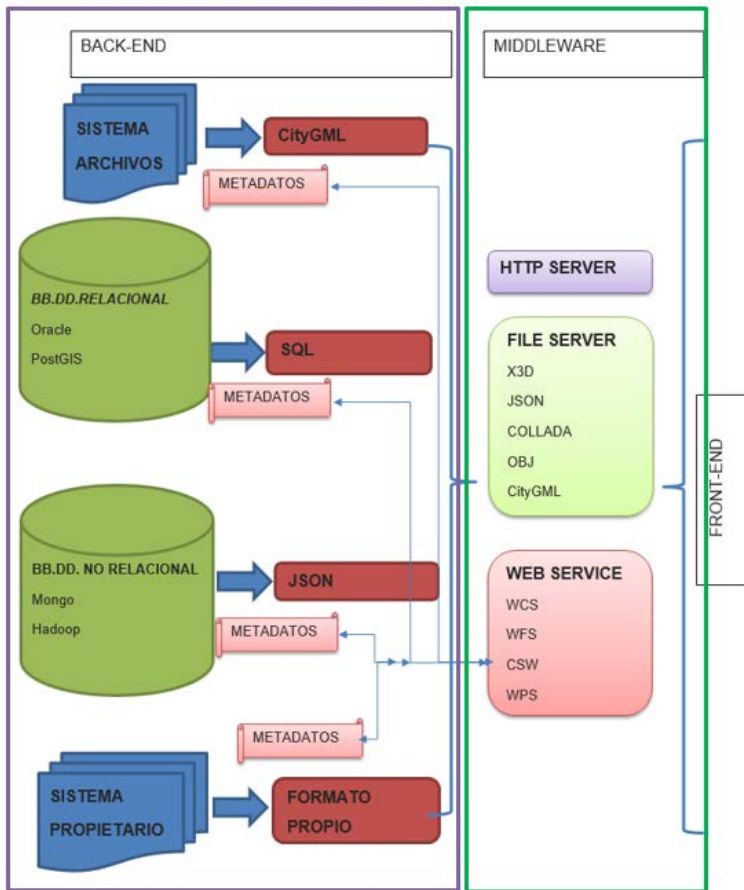 BACK-END
SISTEMA
ARCHIVOS
CityGML
METADATOS
BB.DD.RELACIONAL
Oracle
PostGIS
SQL
METADATOS
BB.DD. NO RELACIONAL
Mongo
Hadoop
JSON
METADATOS
METADATOS
SISTEMA
PROPIETARIO
FORMATO
PROPIO
MIDDLEWARE
HTTP SERVER
FILE SERVER
X3D
JSON
COLLADA
OBJ
CityGML
WEB SERVICE
WCS
WFS
CSW
WPS
FRONT-END